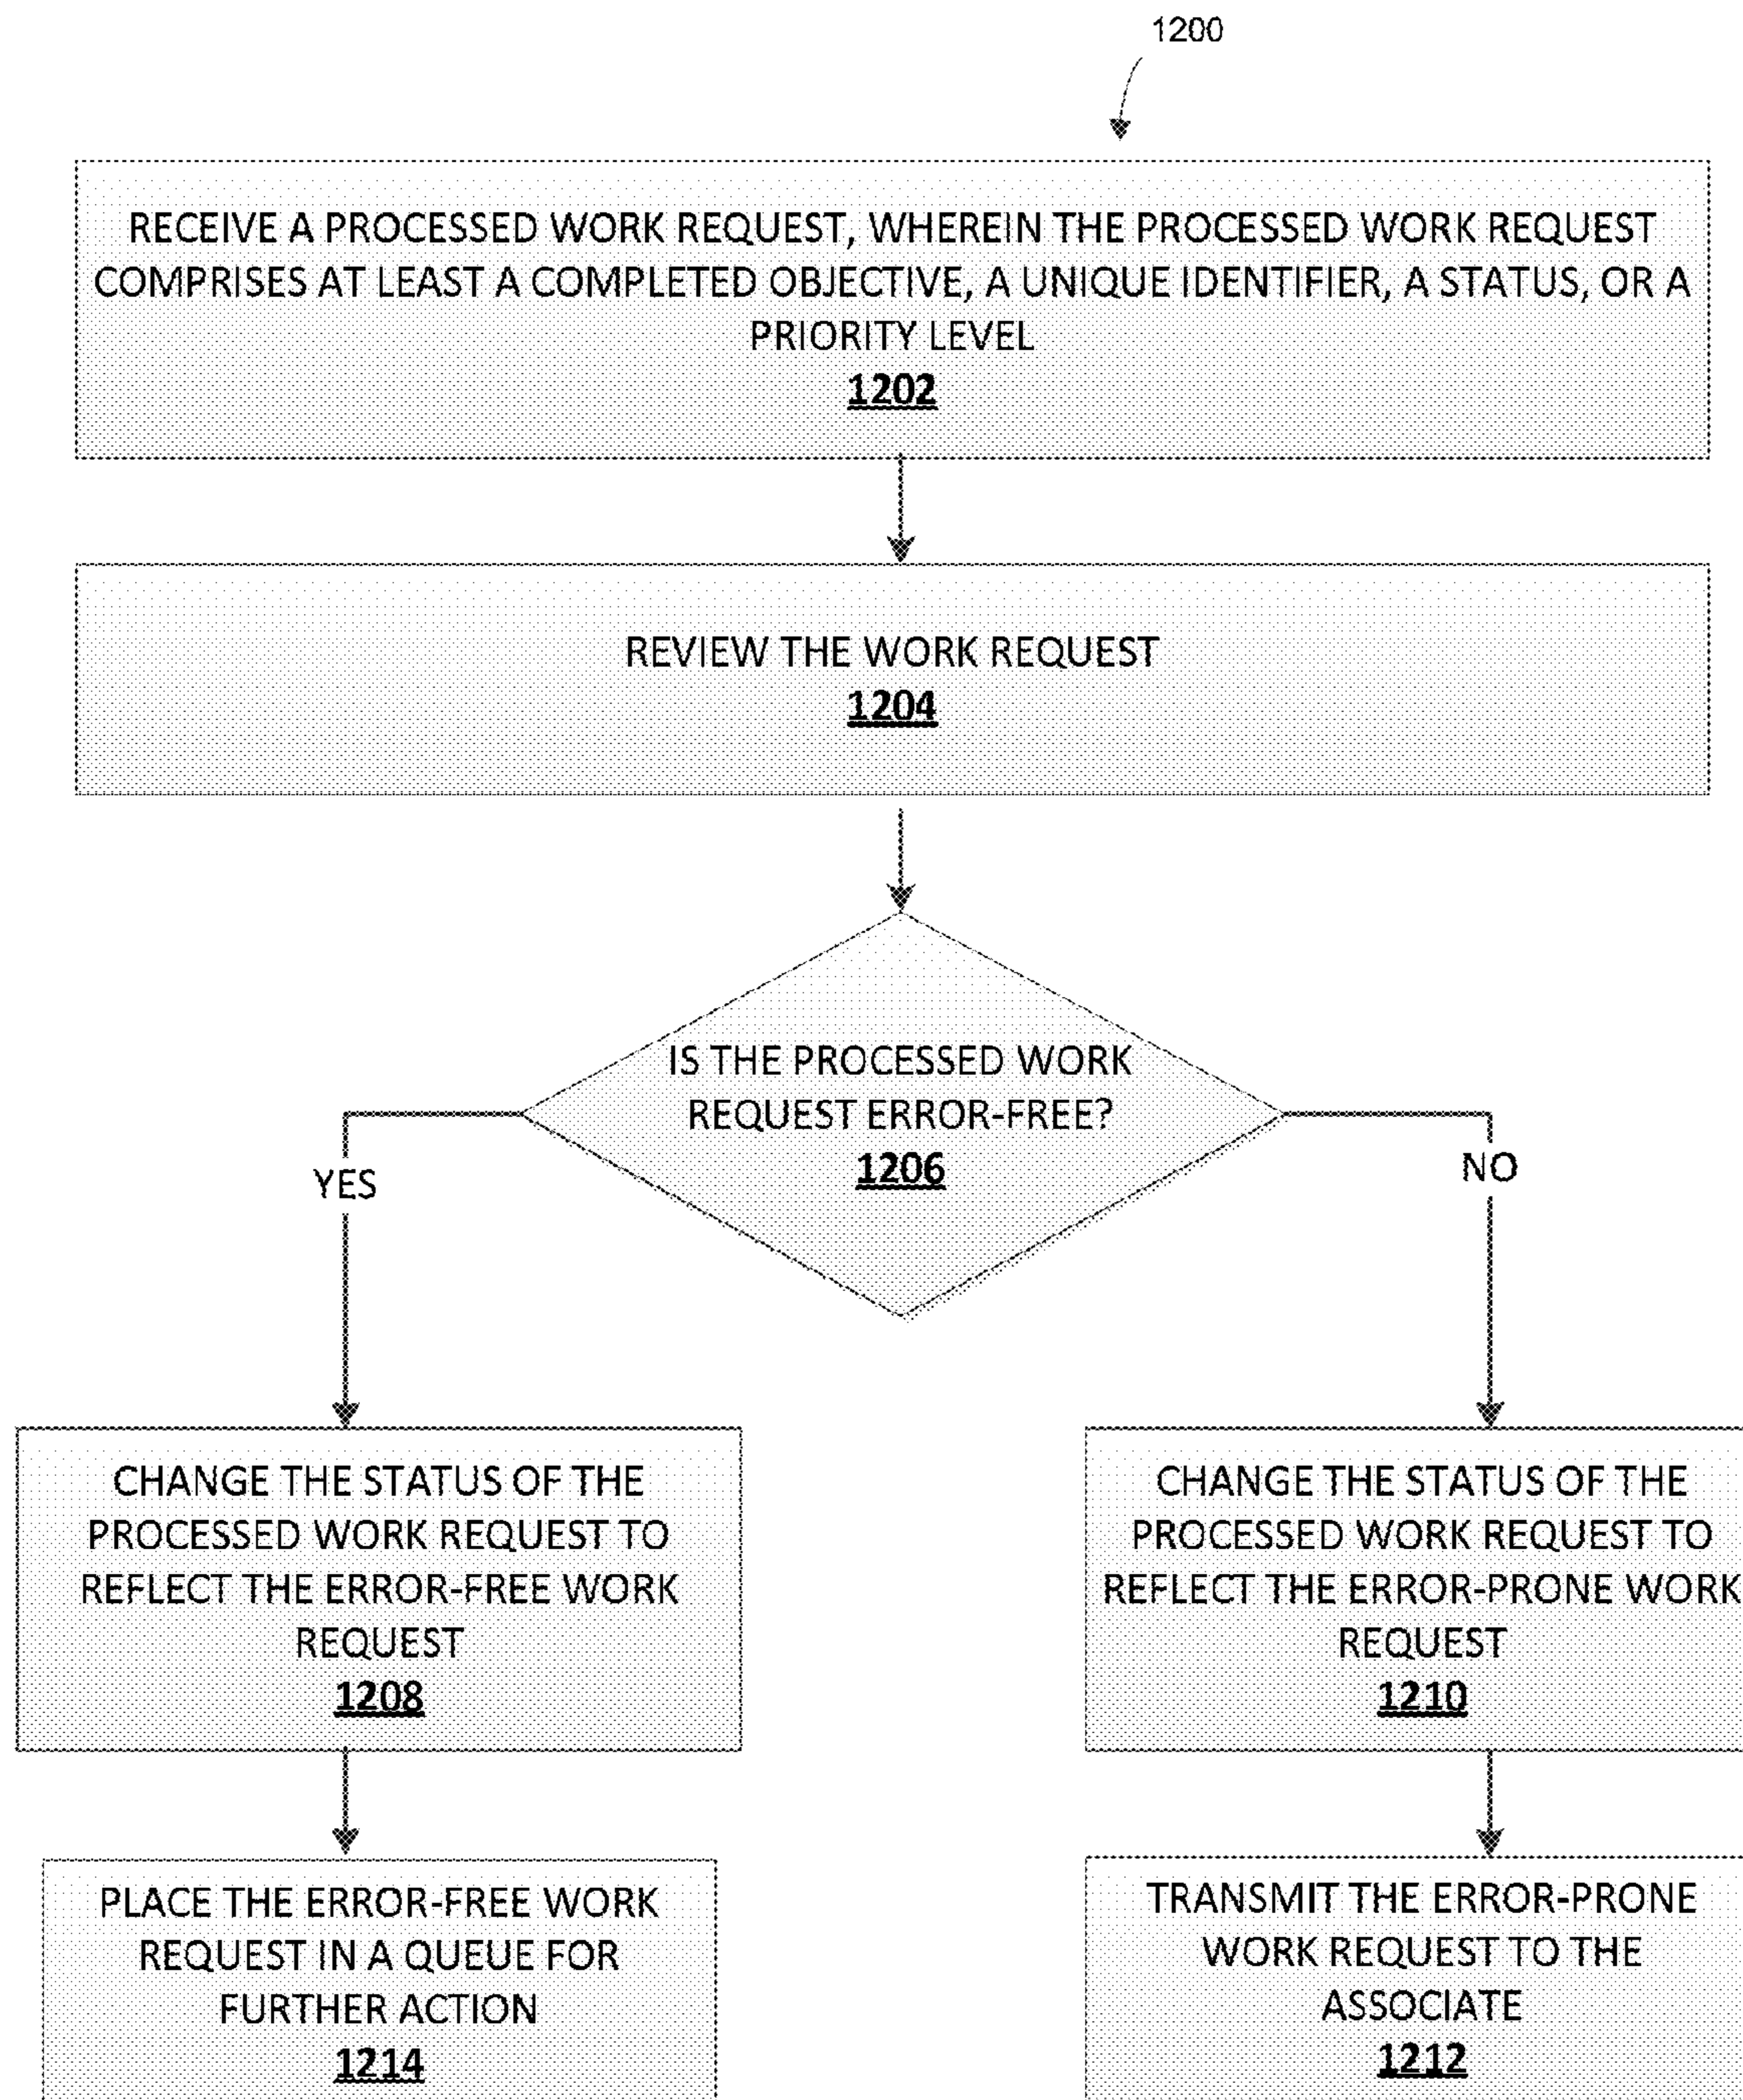 1200
RECEIVE A PROCESSED WORK REQUEST, WHEREIN THE PROCESSED WORK REQUEST
COMPRISES AT LEAST A COMPLETED OBJECTIVE, A UNIQUE IDENTIFIER, A STATUS, OR A
PRIORITY LEVEL
1202
REVIEW THE WORK REQUEST
1204
IS THE PROCESSED WORK
REQUEST ERROR-FREE?
1206
YES
NO
CHANGE THE STATUS OF THE
PROCESSED WORK REQUEST TO
REFLECT THE ERROR-FREE WORK
REQUEST
1208
CHANGE THE STATUS OF THE
PROCESSED WORK REQUEST TO
REFLECT THE ERROR-PRONE WORK
REQUEST
1210
PLACE THE ERROR-FREE WORK
REQUEST IN A QUEUE FOR
FURTHER ACTION
1214
TRANSMIT THE ERROR-PRONE
WORK REQUEST TO THE
ASSOCIATE
1212